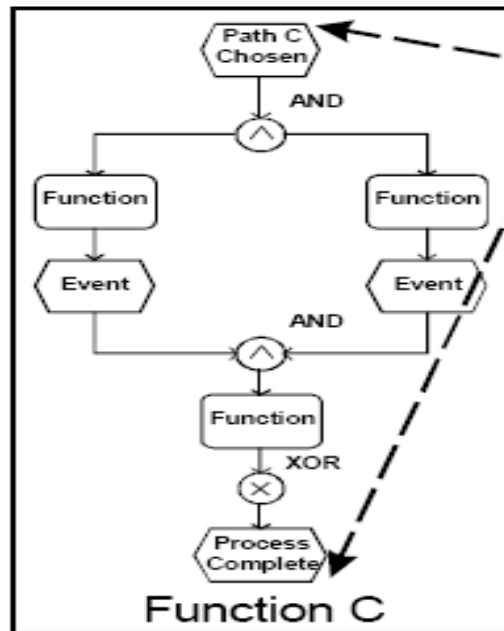 Path C
Chosen
AND
Function
Function
Event
Event
AND
Function
XOR
Process
Complete
Function C